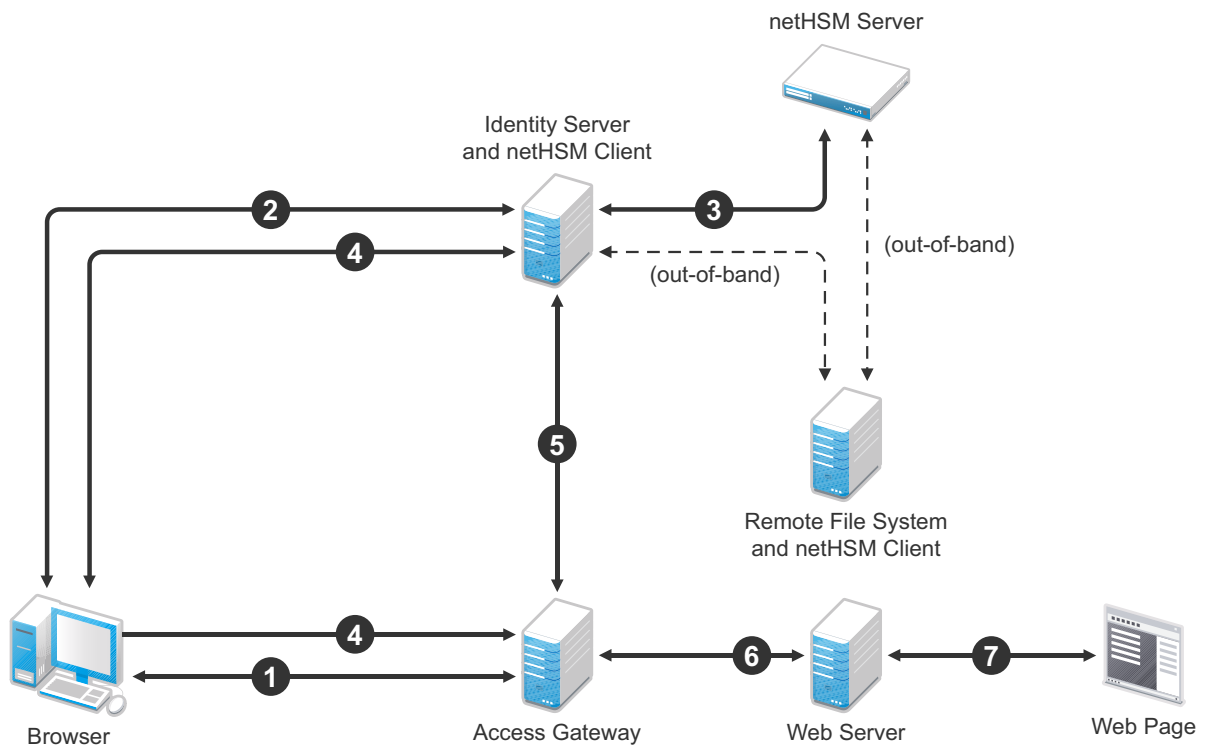 netHSM Server
Identity Server
and netHSM Client
2
3
4
(out-of-band)
(out-of-band)
5
Remote File System
and netHSM Client
4
6
7
1
Browser
Access Gateway
Web Server
Web Page